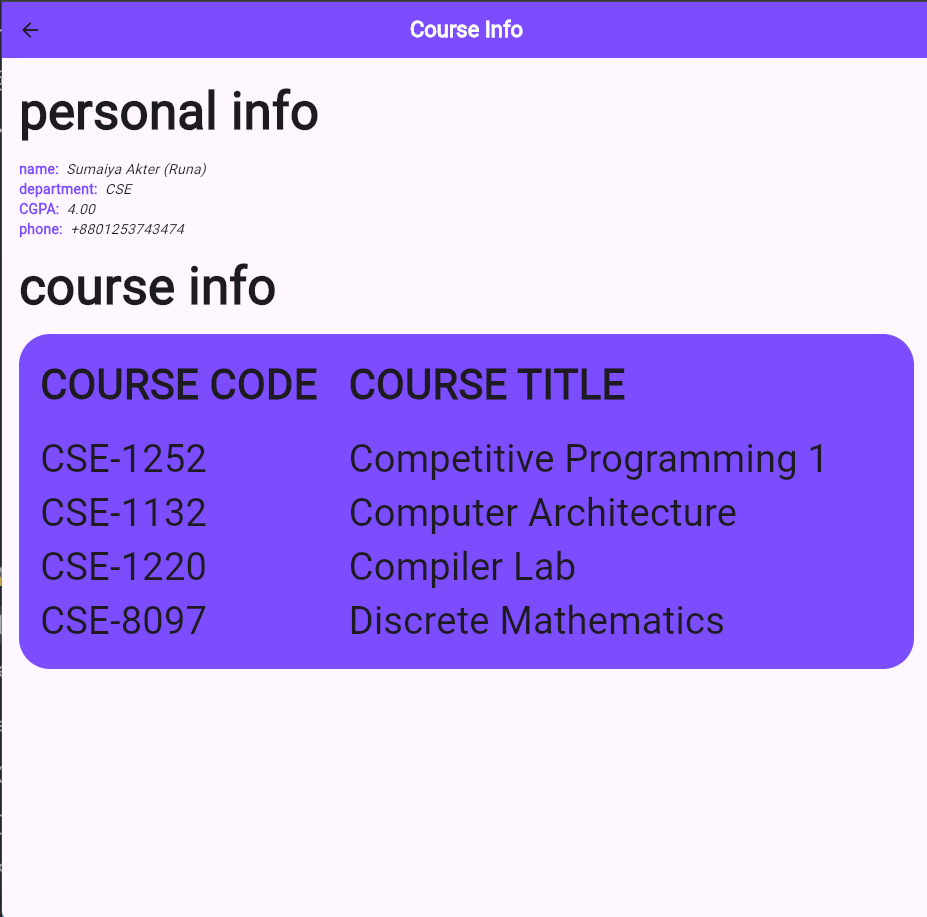 Course Info
personal info
name: Sumaiya Akter (Runa)
department: CSE
CGPA: 4.00
phone: +8801253743474
course info
COURSE CODE COURSE TITLE
CSE-1252 Competitive Programming 1
CSE-1132 Computer Architecture
CSE-1220 Compiler Lab
CSE-8097 Discrete Mathematics